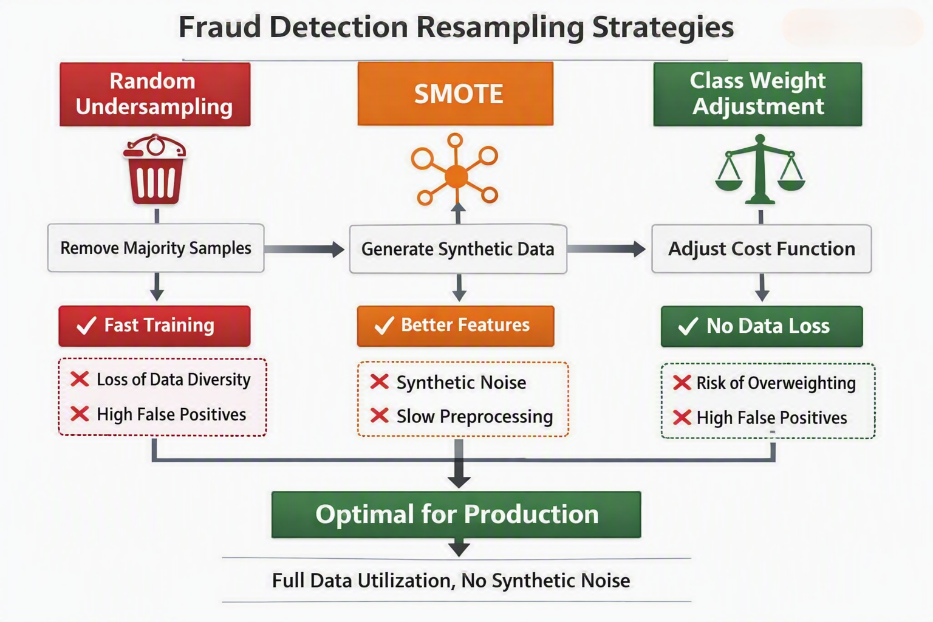 Fraud Detection Resampling Strategies
Random
Undersampling
SMOTE
Class Weight
Adjustment
Remove Majority Samples
Generate Synthetic Data
Adjust Cost Function
Fast Training
Better Features
No Data Loss
Loss of Data Diversity
High False Positives
Synthetic Noise
Slow Preprocessing
Risk of Overweighting
High False Positives
Optimal for Production
Full Data Utilization, No Synthetic Noise